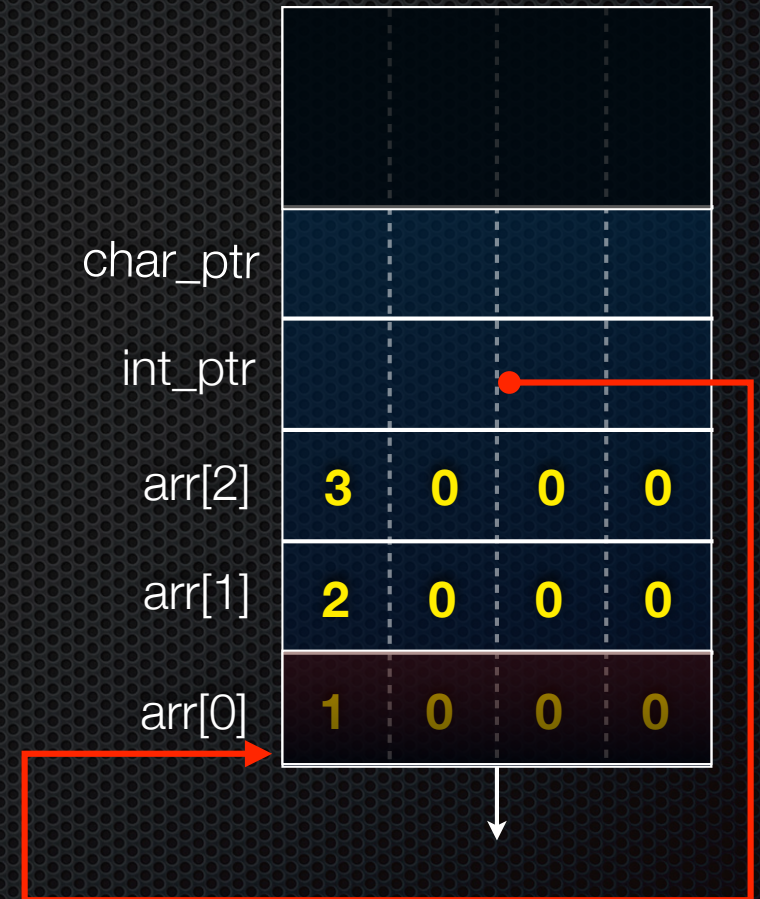 char_ptr
int_ptr
arr[2] 3 0 0 0
arr[1] 2 0 0 0
arr[0] 1 0 0 0